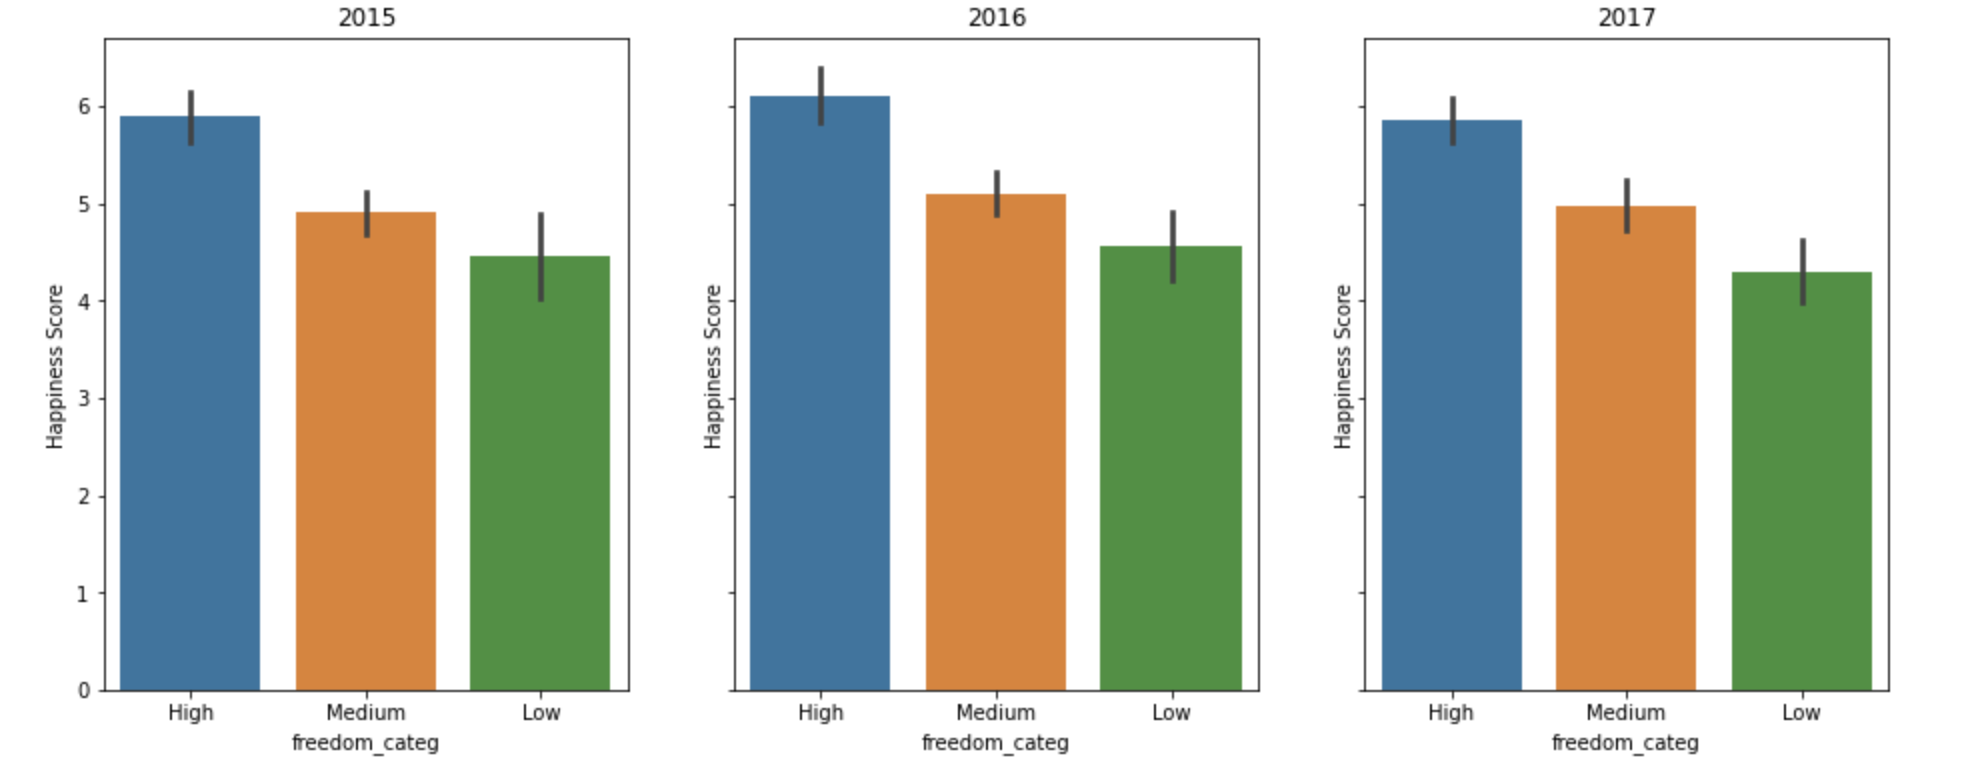 2015
2016
2017
Happiness Score
6
5
4
3
2
1
0
High Medium Low
freedom_categ
Happiness Score
High Medium Low
freedom_categ
Happiness Score
High Medium Low
freedom_categ